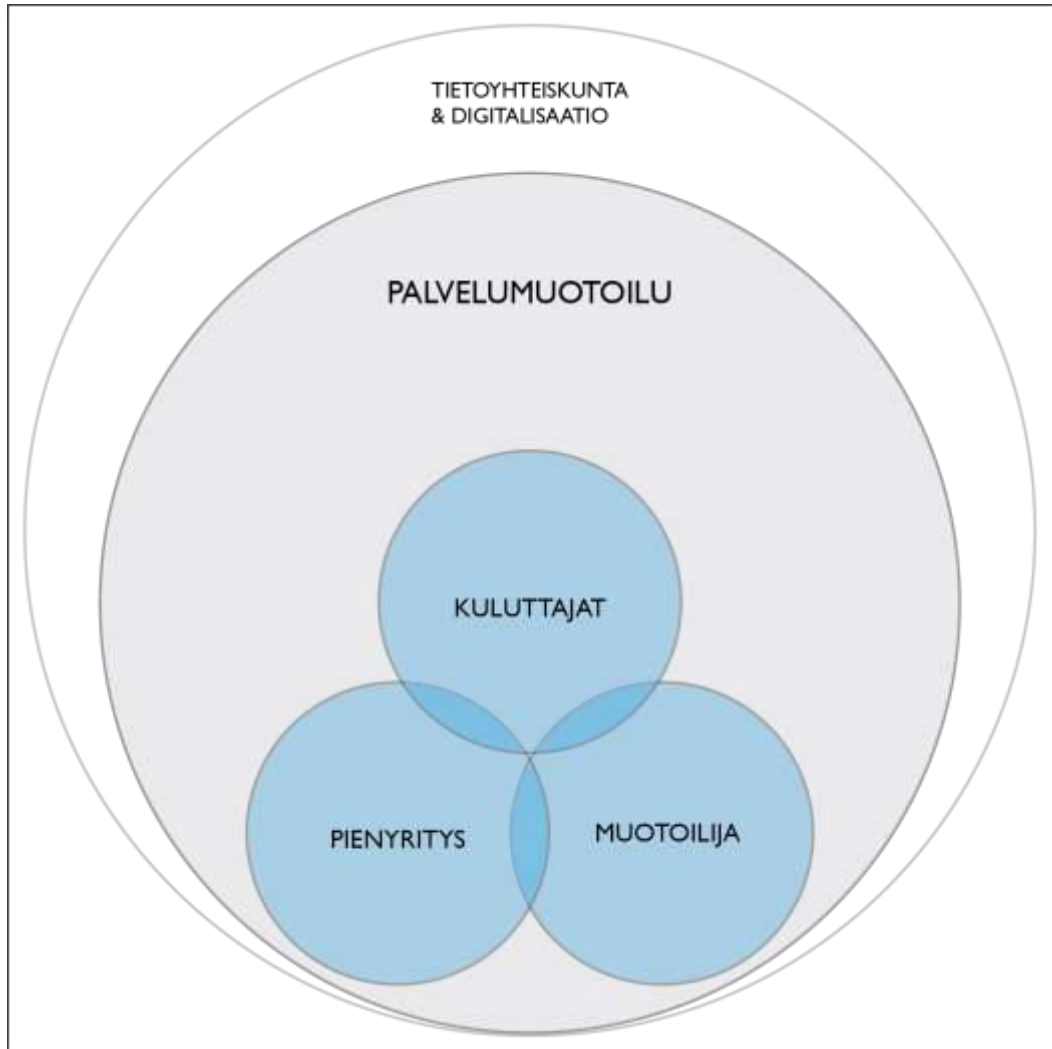 TIETOYHTEISKUNTA
& DIGITALISAATIO
PALVELUMUOTOILU
KULUTTAJAT
PIENYRITYS
MUOTOILIJA